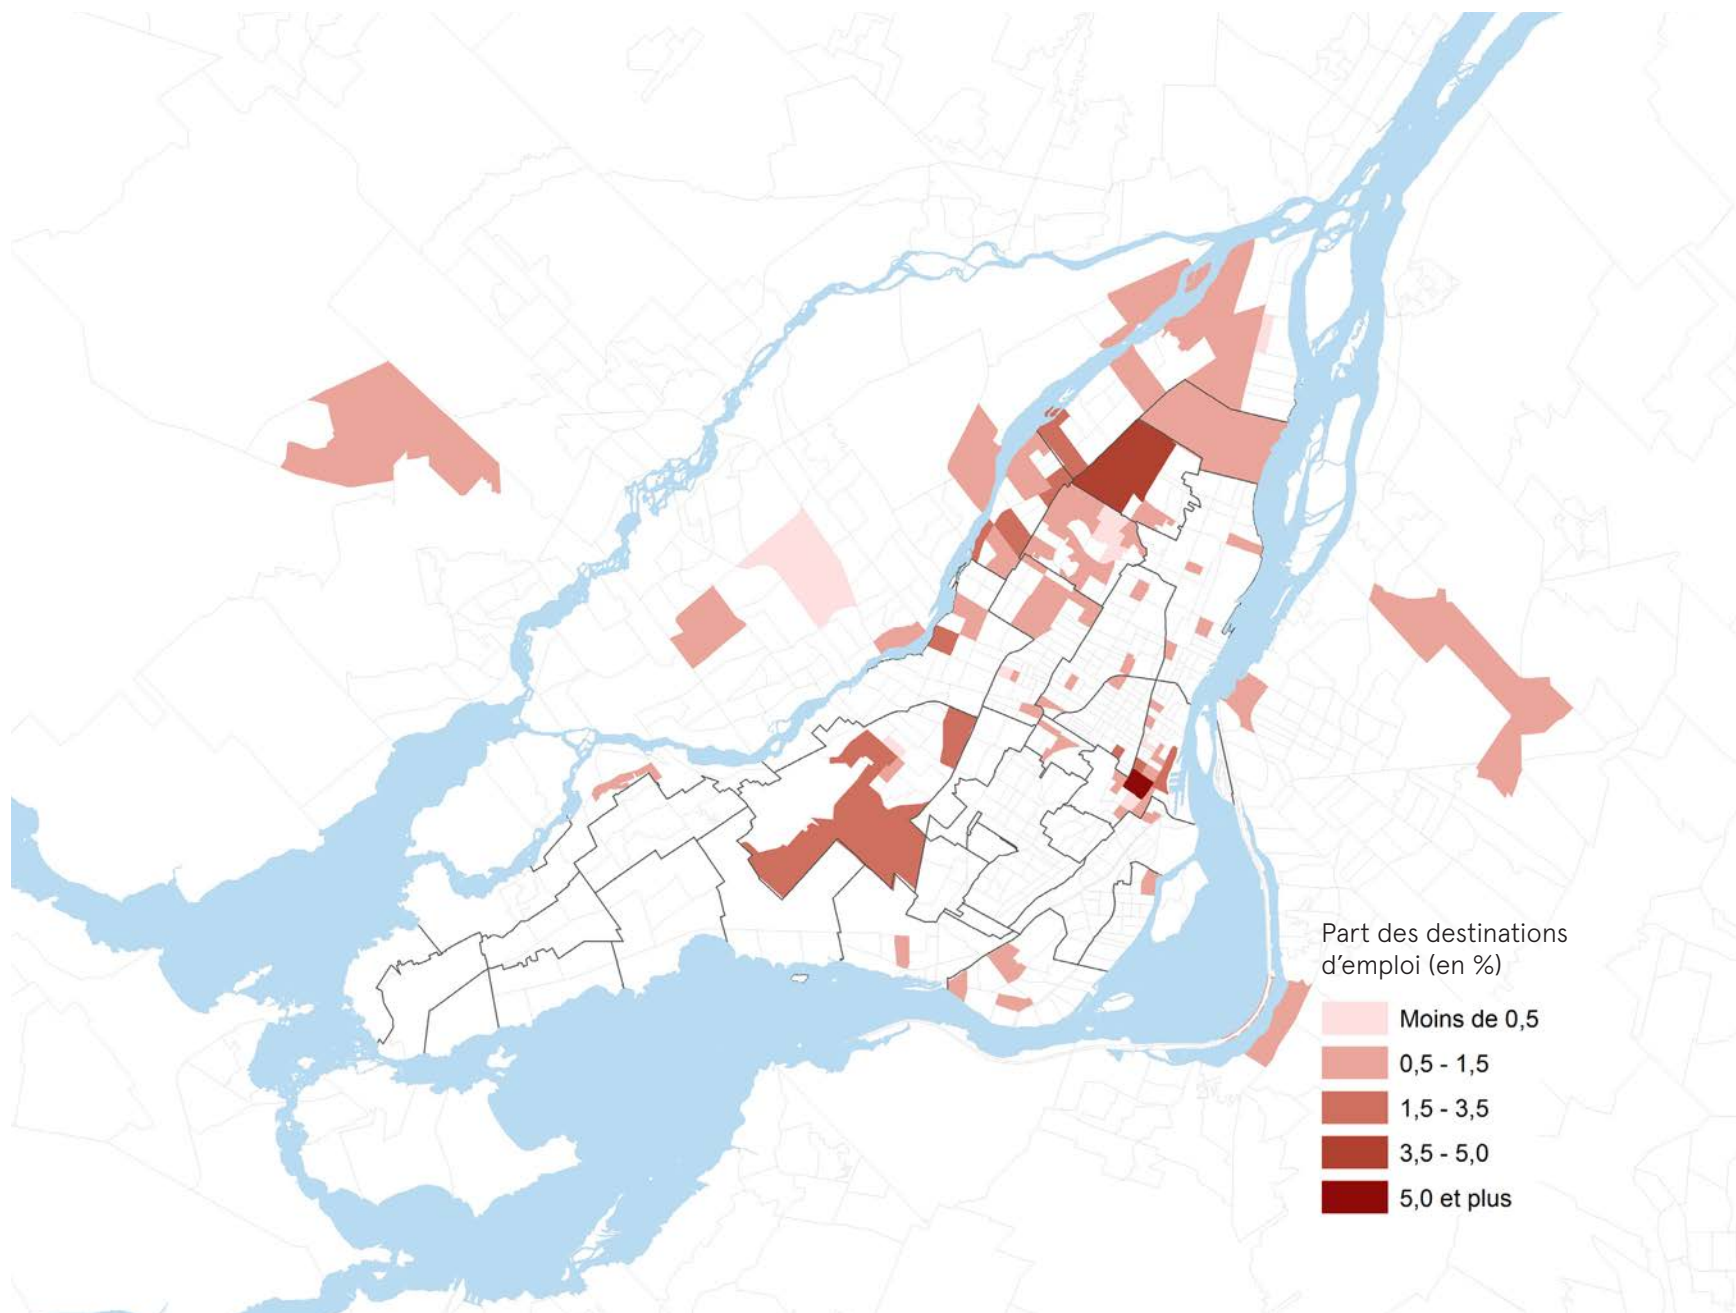 Part des destinations
d'emploi (en %)
Moins de 0,5
0,5 - 1,5
1,5 - 3,5
3,5 - 5,0
5,0 et plus